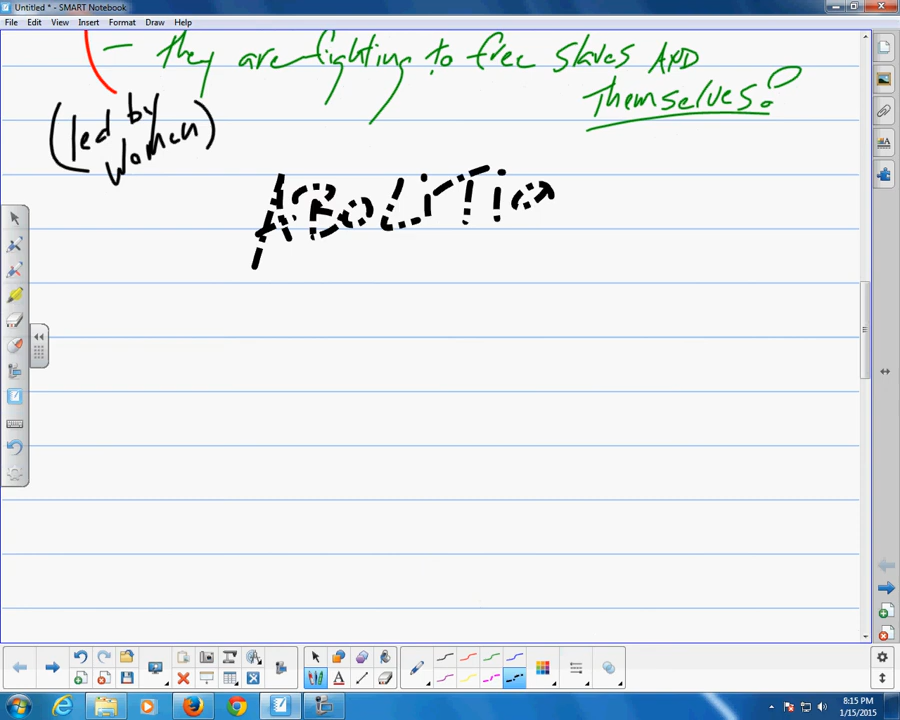 Untitled * - SMART Notebook
File Edit View Insert Format Draw Help
– they are fighting to free slaves AND
themselves?
(led by
women)
ABOLiTio
8:15 PM
1/15/2015